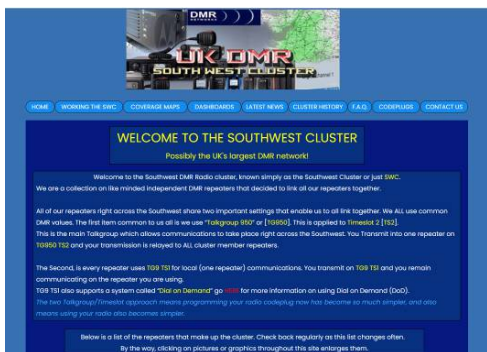 DMR
UK DMR
SOUTH WEST CLUSTER
HOME WORKING THE SWC COVERAGE MAPS DASHBOARDS LATEST NEWS CLUSTER HISTORY F.A.Q. CODEPLUGS CONTACT US
WELCOME TO THE SOUTHWEST CLUSTER
Possibly the UK's largest DMR network!
Welcome to the Southwest DMR Radio cluster, known simply as the Southwest Cluster or just SWC.
We are a collection on like minded independent DMR repeaters that decided to link all our repeaters together.
All of our repeaters right across the Southwest share two important settings that enable us to all link together. We ALL use common
DMR values. The first item common to us all is we use "Talkgroup 950" or [TG950]. This is applied to Timeslot 2 [TS2].
This is the main Talkgroup which allows communications to take place right across the Southwest. You Transmit into one repeater on
TG950 TS2 and your transmission is relayed to ALL cluster member repeaters.
The Second, is every repeater uses TG9 TS1 for local (one repeater) communications. You transmit on TG9 TS1 and you remain
communicating on the repeater you are using.
TG9 TS1 also supports a system called "Dial on Demand" go for more information on using Dial on Demand (DoD).
The two Talkgroup/Timeslot approach means programming your radio codeplug now has become so much simpler, and also
means using your radio also becomes simpler.
Below is a list of the repeaters that make up the cluster. Check back regularly as this list changes often.
By the way, clicking on pictures or graphics throughout this site enlarges them.